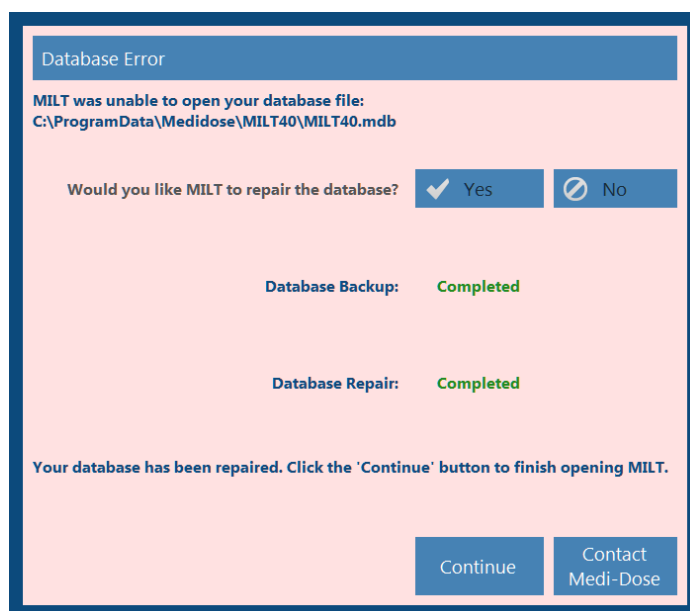 Database Error
MILT was unable to open your database file:
C:\ProgramData\Medidose\MILT40\MILT40.mdb
Would you like MILT to repair the database? Yes No
Database Backup: Completed
Database Repair: Completed
Your database has been repaired. Click the 'Continue' button to finish opening MILT.
Continue
Contact
Medi-Dose